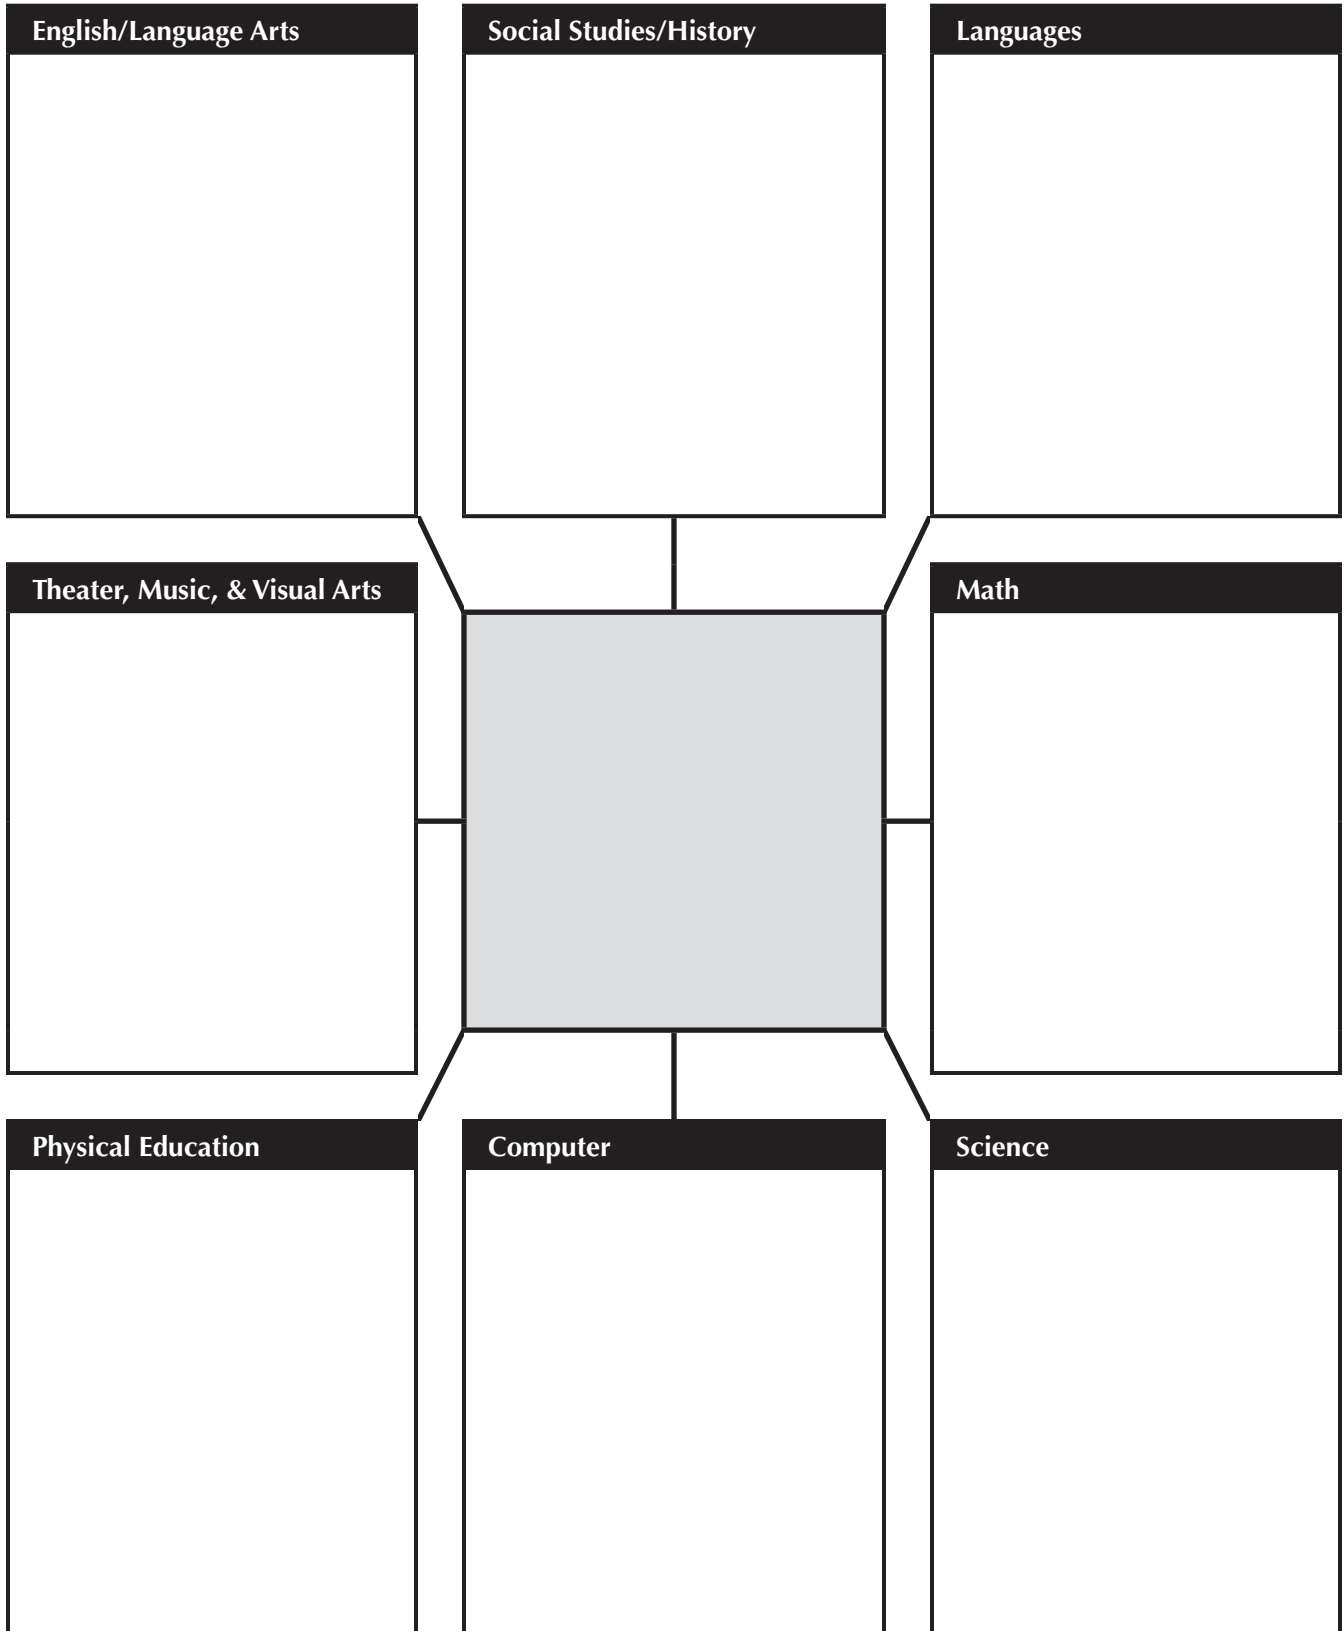 English/Language Arts
Social Studies/History
Languages
Theater, Music, & Visual Arts
Math
Physical Education
Computer
Science